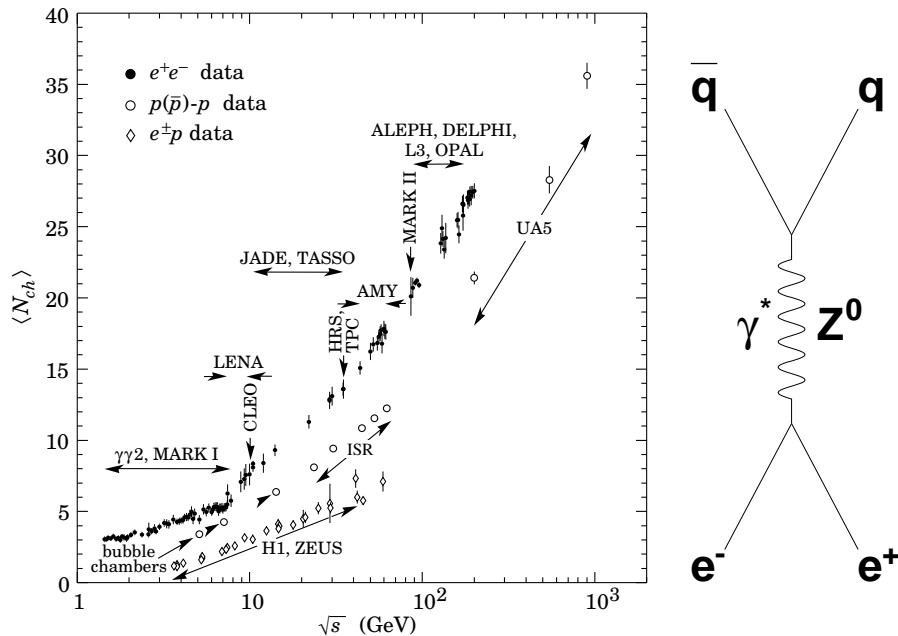 40
35
30
25
20
15
10
5
0
⟨N_ch⟩
e⁺e⁻ data
p(p̄)-p data
e±p data
ALEPH, DELPHI,
L3, OPAL
MARK II
UA5
JADE, TASSO
AMY
HRS,
TPC
LENA
CLEO
γγ2, MARK I
ISR
bubble
chambers
H1, ZEUS
1 10 10² 10³
√s (GeV)
q̄ q
γ* Z⁰
e⁻ e⁺